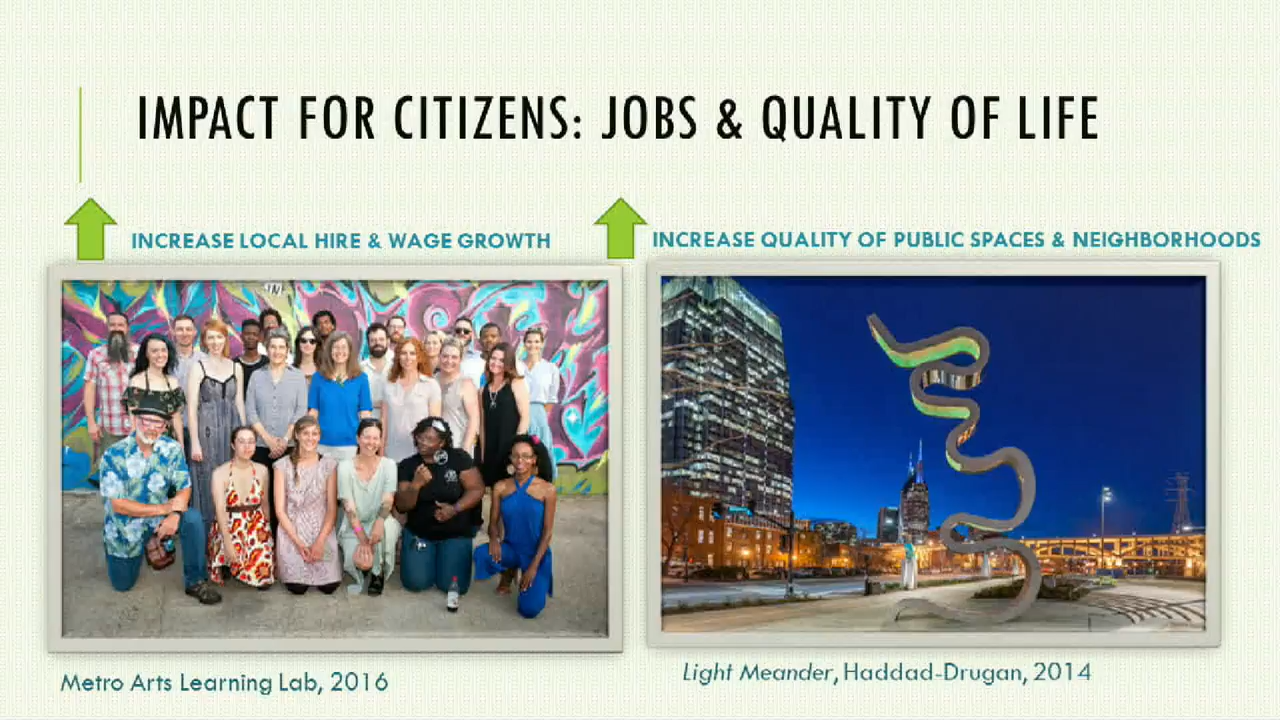 IMPACT FOR CITIZENS: JOBS & QUALITY OF LIFE
INCREASE LOCAL HIRE & WAGE GROWTH
INCREASE QUALITY OF PUBLIC SPACES & NEIGHBORHOODS
Metro Arts Learning Lab, 2016
Light Meander, Haddad-Drugan, 2014